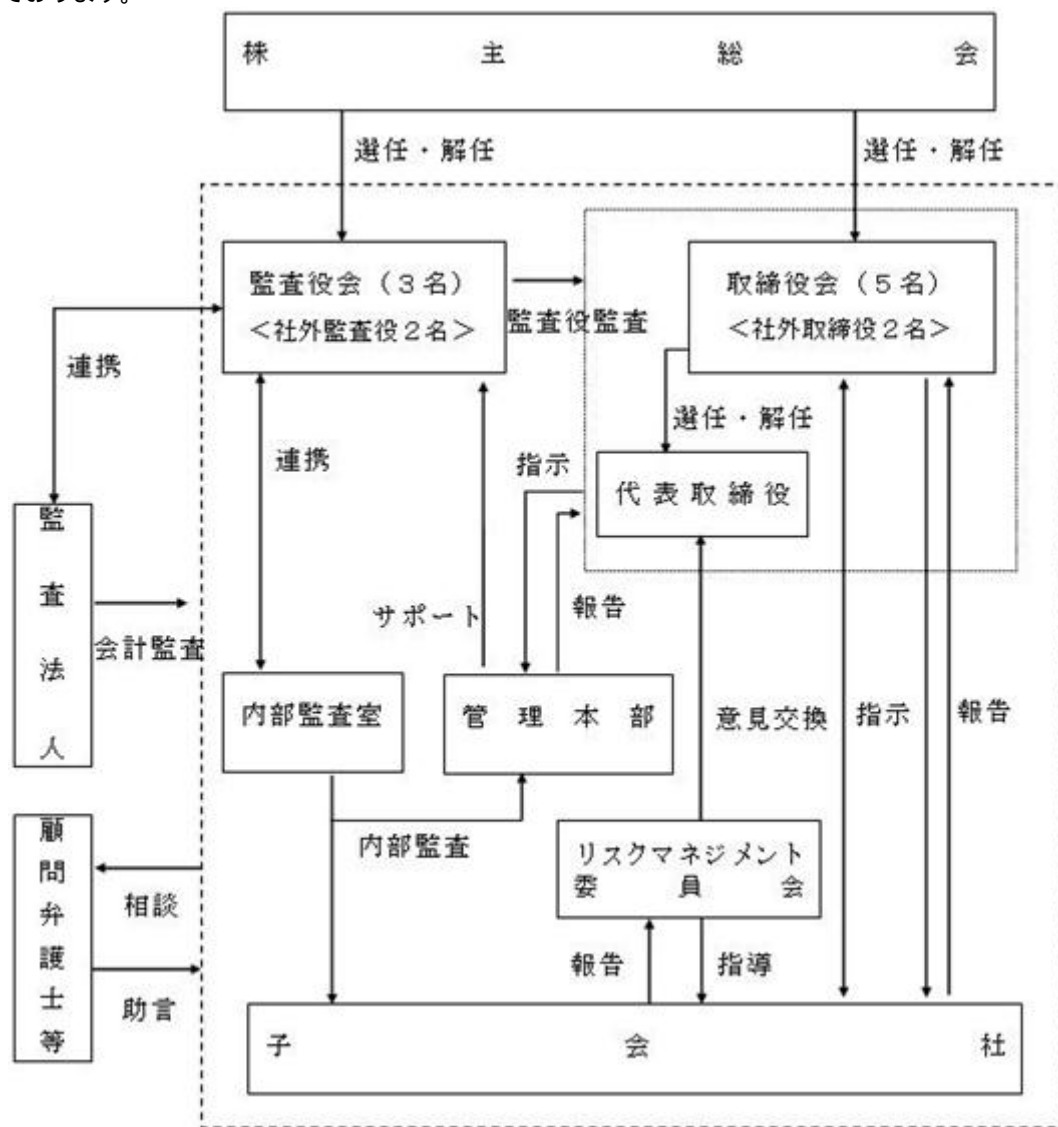 ております。
株主総会
選任・解任
選任・解任
監査役会（３名）
＜社外監査役２名＞
監査役監査
取締役会（５名）
＜社外取締役２名＞
連携
選任・解任
連携
指示
代表取締役
監査法人
会計監査
サポート
報告
内部監査室
管理本部
意見交換
指示
報告
内部監査
リスクマネジメント
委員会
顧問弁護士等
相談
助言
報告
指導
子会社